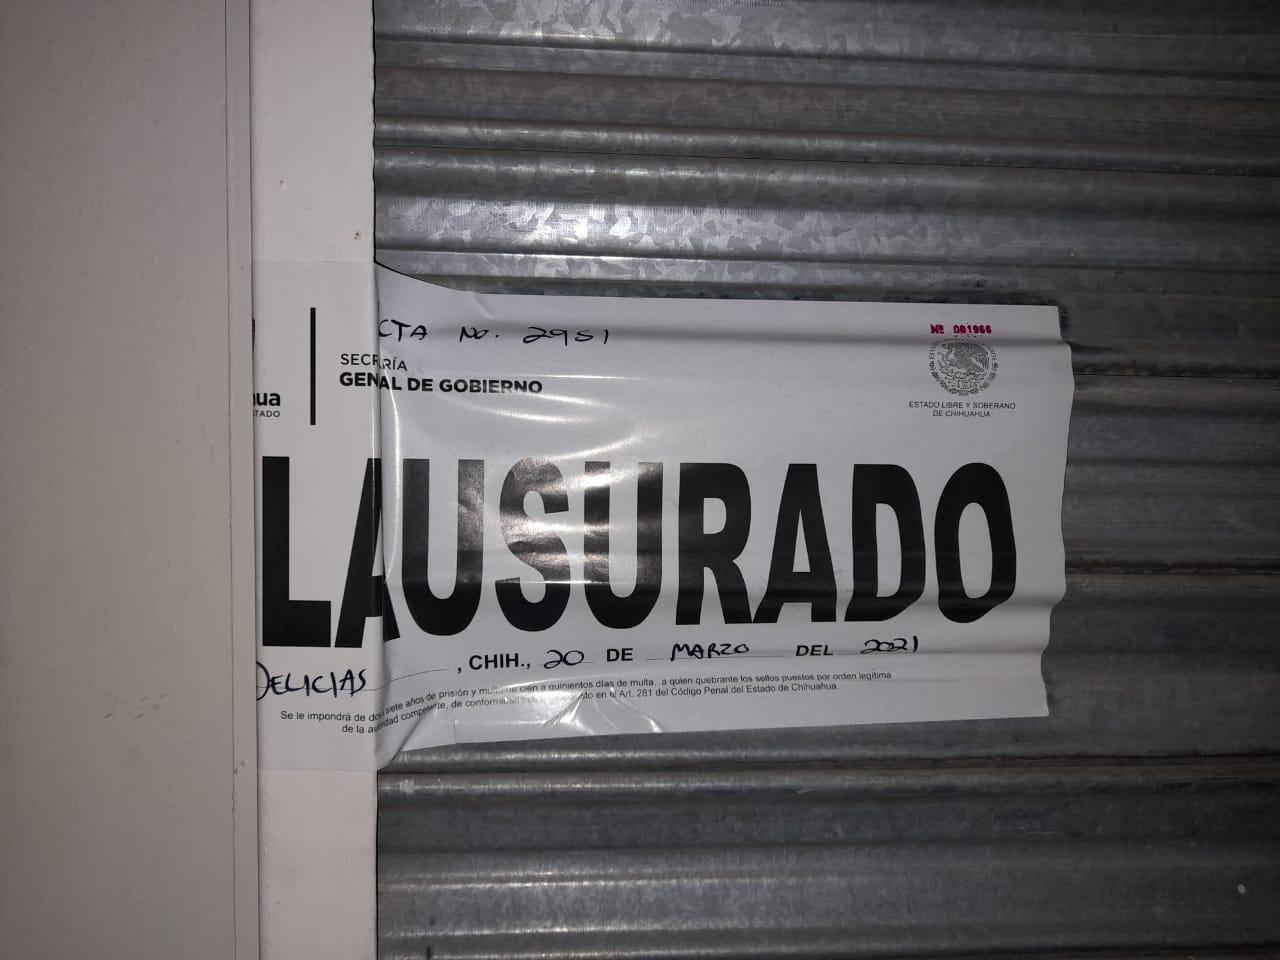 CTA No. 2951
Nº 001966
SECRRÍA
GENAL DE GOBIERNO
ua
TADO
ESTADO LIBRE Y SOBERANO
DE CHIHUAHUA
LAUSURADO
DELICIAS, CHIH., 20 DE MARZO DEL 2021
Se le impondrá de dos siete años de prisión y multa de cien a quinientos días de multa, a quien quebrante los sellos puestos por orden legítima
de la autoridad competente, de conformidad en el Art. 281 del Código Penal del Estado de Chihuahua.